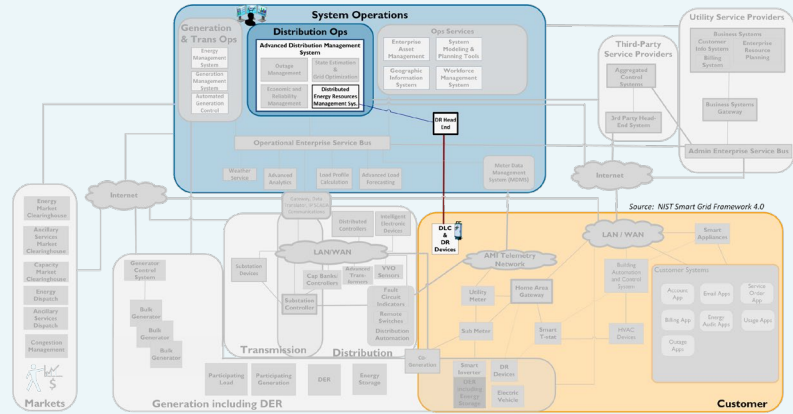 System Operations
Generation
& Trans Ops
Energy
Management
System
Generation
Management
System
Automated
Generation
Control
Distribution Ops
Advanced Distribution Management
System
Outage
Management
State Estimation
&
Grid Optimization
Economic and
Reliability
Management
Distributed
Energy Resources
Management Sys.
Ops Services
Enterprise
Asset
Management
System
Modeling &
Planning Tools
Geographic
Information
System
Workforce
Management
System
DR Head
End
Operational Enterprise Service Bus
Weather
Service
Advanced
Analytics
Load Profile
Calculation
Advanced Load
Forecasting
Meter Data
Management
System (MDMS)
Third-Party
Service Providers
Aggregated
Control
Systems
3rd Party Head-
End System
Utility Service Providers
Business Systems
Customer
Info System
Billing
System
Enterprise
Resource
Planning
Business Systems
Gateway
Admin Enterprise Service Bus
Internet
Internet
Source: NIST Smart Grid Framework 4.0
Energy
Market
Clearinghouse
Ancillary
Services
Market
Clearinghouse
Capacity
Market
Clearinghouse
Energy
Dispatch
Ancillary
Services
Dispatch
Congestion
Management
Markets
Generator
Control
System
Bulk
Generator
Bulk
Generator
Bulk
Generator
Substation
Device
LAN/WAN
Substation
Controller
Cap Banks
Controllers
Advanced
Transformers
VVO
Sensors
Distributed
Controllers
Intelligent
Electronic
Devices
Fault
Circuit
Indicators
Remote
Switches
Distribution
Automation
Transmission
Distribution
Participating
Load
Participating
Generation
DER
Energy
Storage
Generation including DER
DLC
&
DR
Devices
AMI Telemetry
Network
LAN / WAN
Smart
Appliances
Utility
Meter
Home Area
Gateway
Building
Automation
and Control
System
Sub Meter
Smart
T-stat
HVAC
Devices
Co
Generation
Smart
Inverter
DER
including
Energy
Storage
DR
Devices
Electric
Vehicle
Customer Systems
Account
App
Email Apps
Service
Order
App
Billing App
Energy
Audit Apps
Usage Apps
Outage
Apps
Customer